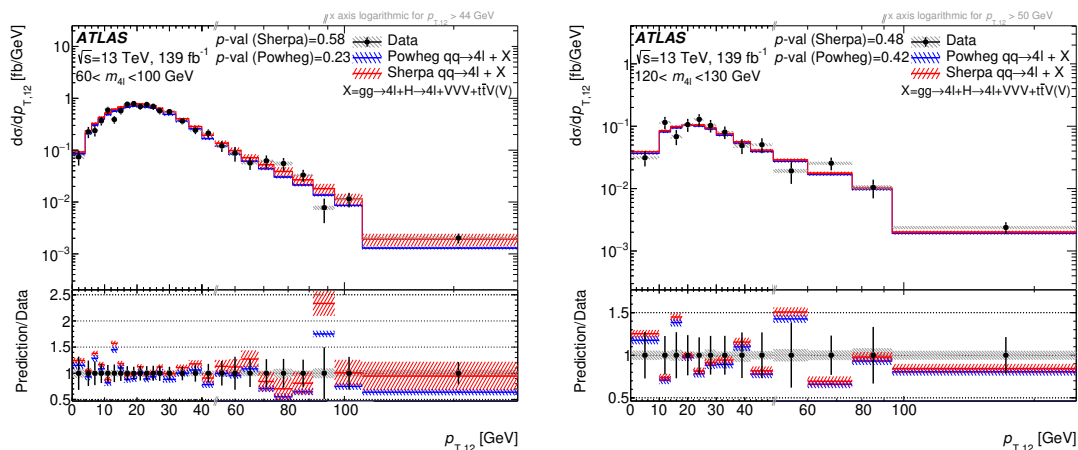 x axis logarithmic for p_T,12 > 44 GeV
dσ/dp_T,12 [fb/GeV]
ATLAS
p-val (Sherpa)=0.58
Data
√s=13 TeV, 139 fb⁻¹
p-val (Powheg)=0.23
Powheg qq→4l + X
60< m_4l <100 GeV
Sherpa qq→4l + X
X=gg→4l+H→4l+VVV+tt̄V(V)
10
1
10⁻¹
10⁻²
10⁻³
Prediction/Data
2.5
2
1.5
1
0.5
0 10 20 30 40 60 80 100
p_T,12 [GeV]
x axis logarithmic for p_T,12 > 50 GeV
dσ/dp_T,12 [fb/GeV]
ATLAS
p-val (Sherpa)=0.48
Data
√s=13 TeV, 139 fb⁻¹
p-val (Powheg)=0.42
Powheg qq→4l + X
120< m_4l <130 GeV
Sherpa qq→4l + X
X=gg→4l+H→4l+VVV+tt̄V(V)
1
10⁻¹
10⁻²
10⁻³
Prediction/Data
1.5
1
0.5
0 10 20 30 40 60 80 100
p_T,12 [GeV]